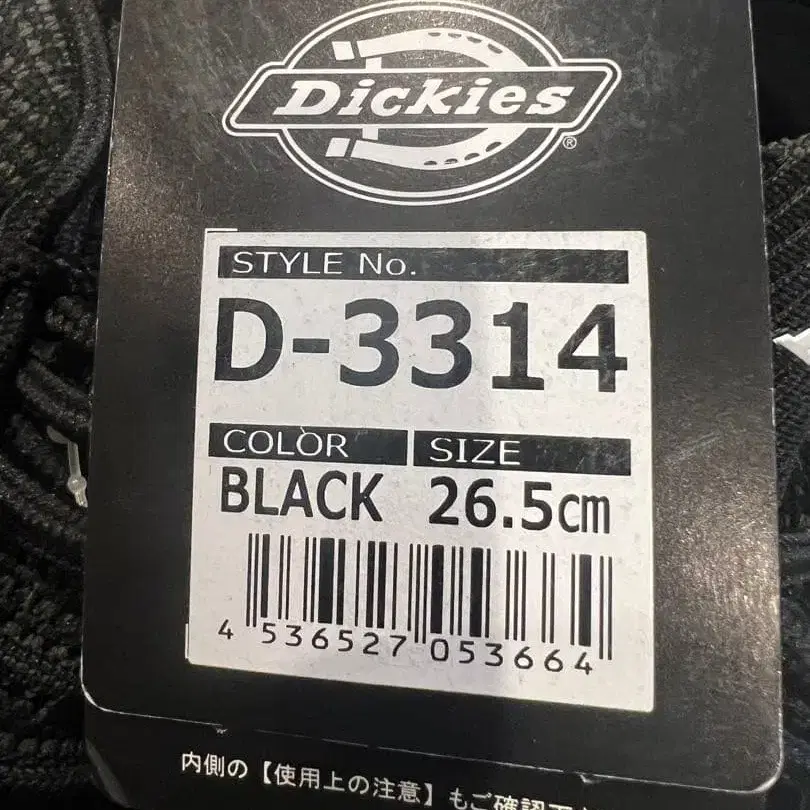 Dickies
®
STYLE No.
D-3314
COLOR SIZE
BLACK 26.5cm
4 536527 053664
内側の【使用上の注意】もご確認